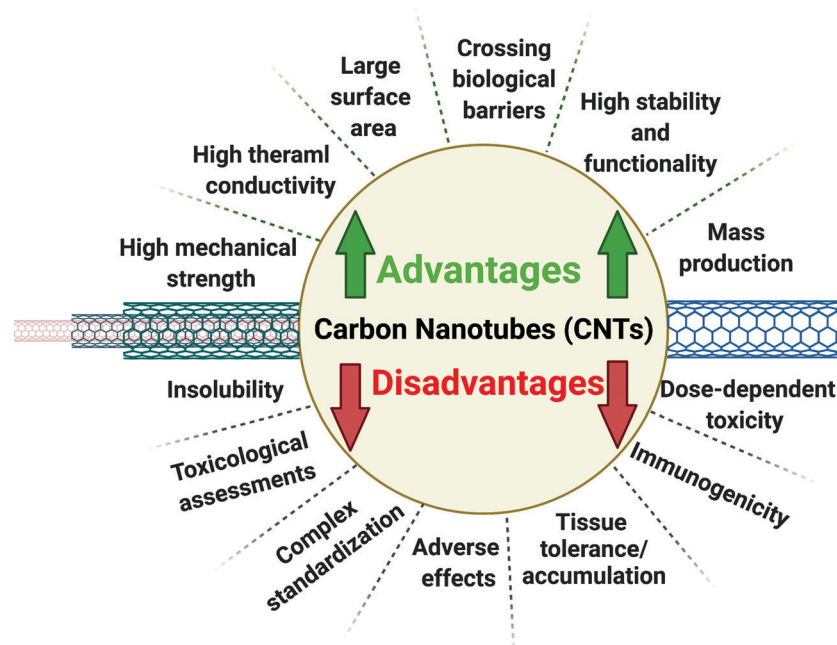 Crossing
biological
barriers
Large
surface
area
High stability
and
functionality
High theraml
conductivity
Mass
production
High mechanical
strength
Advantages
Carbon Nanotubes (CNTs)
Disadvantages
Insolubility
Dose-dependent
toxicity
Toxicological
assessments
Immunogenicity
Complex
standardization
Adverse
effects
Tissue
tolerance/
accumulation